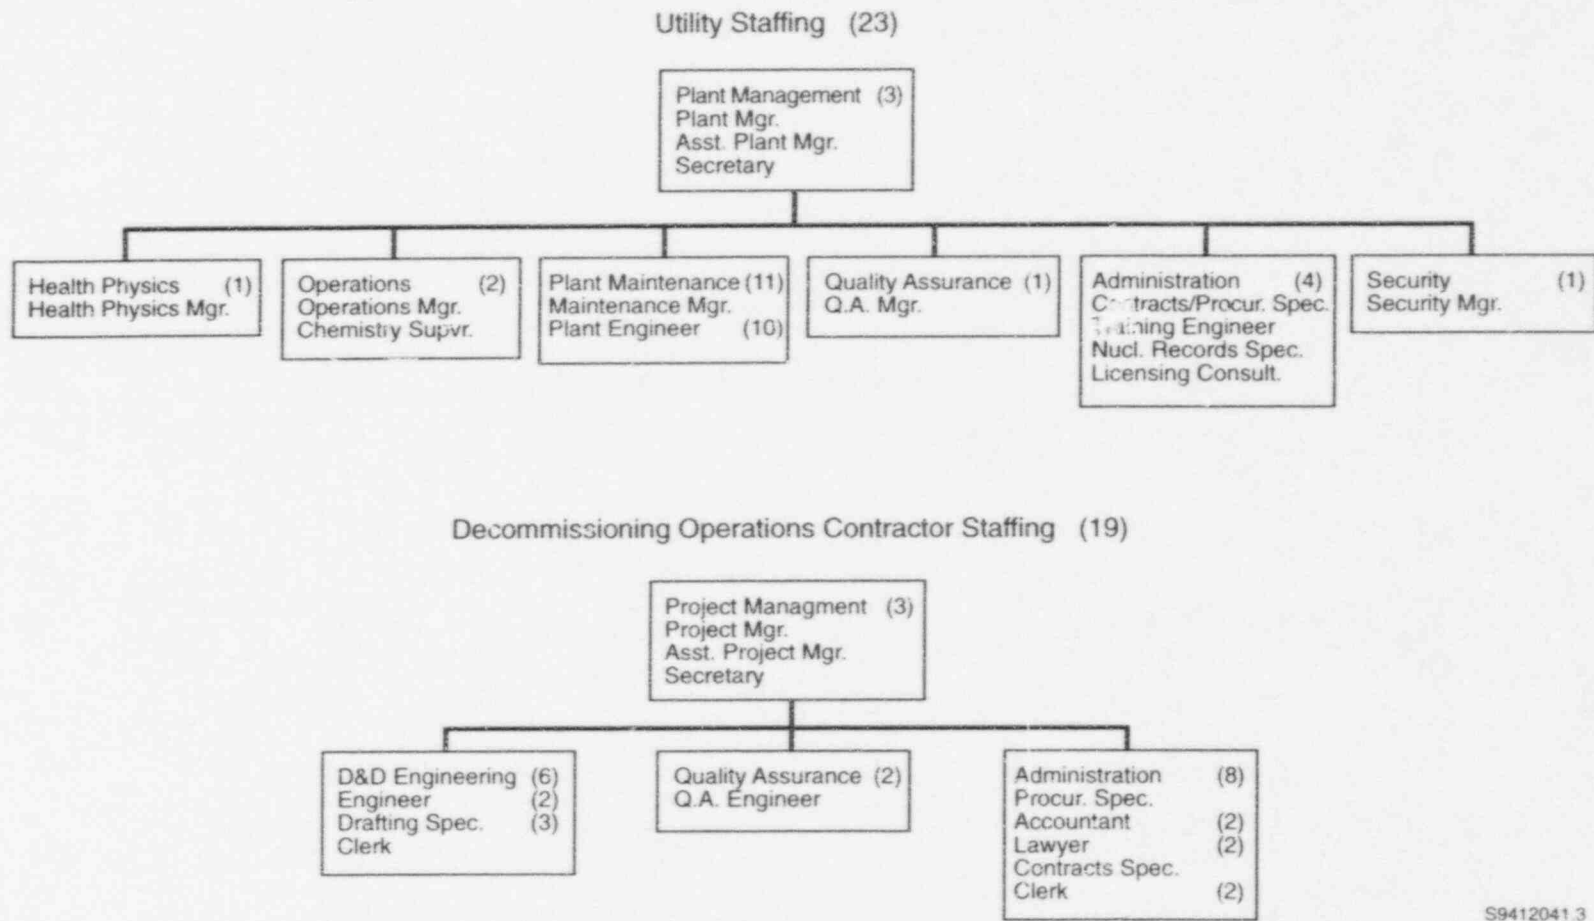 Utility Staffing (23)
Plant Management (3)
Plant Mgr.
Asst. Plant Mgr.
Secretary
Health Physics (1)
Health Physics Mgr.
Operations (2)
Operations Mgr.
Chemistry Supvr.
Plant Maintenance (11)
Maintenance Mgr.
Plant Engineer (10)
Quality Assurance (1)
Q.A. Mgr.
Administration (4)
Contracts/Procur. Spec.
Training Engineer
Nucl. Records Spec.
Licensing Consult.
Security (1)
Security Mgr.
Decommissioning Operations Contractor Staffing (19)
Project Managment (3)
Project Mgr.
Asst. Project Mgr.
Secretary
D&D Engineering (6)
Engineer (2)
Drafting Spec. (3)
Clerk
Quality Assurance (2)
Q.A. Engineer
Administration (8)
Procur. Spec.
Accountant (2)
Lawyer (2)
Contracts Spec.
Clerk (2)
S9412041.3